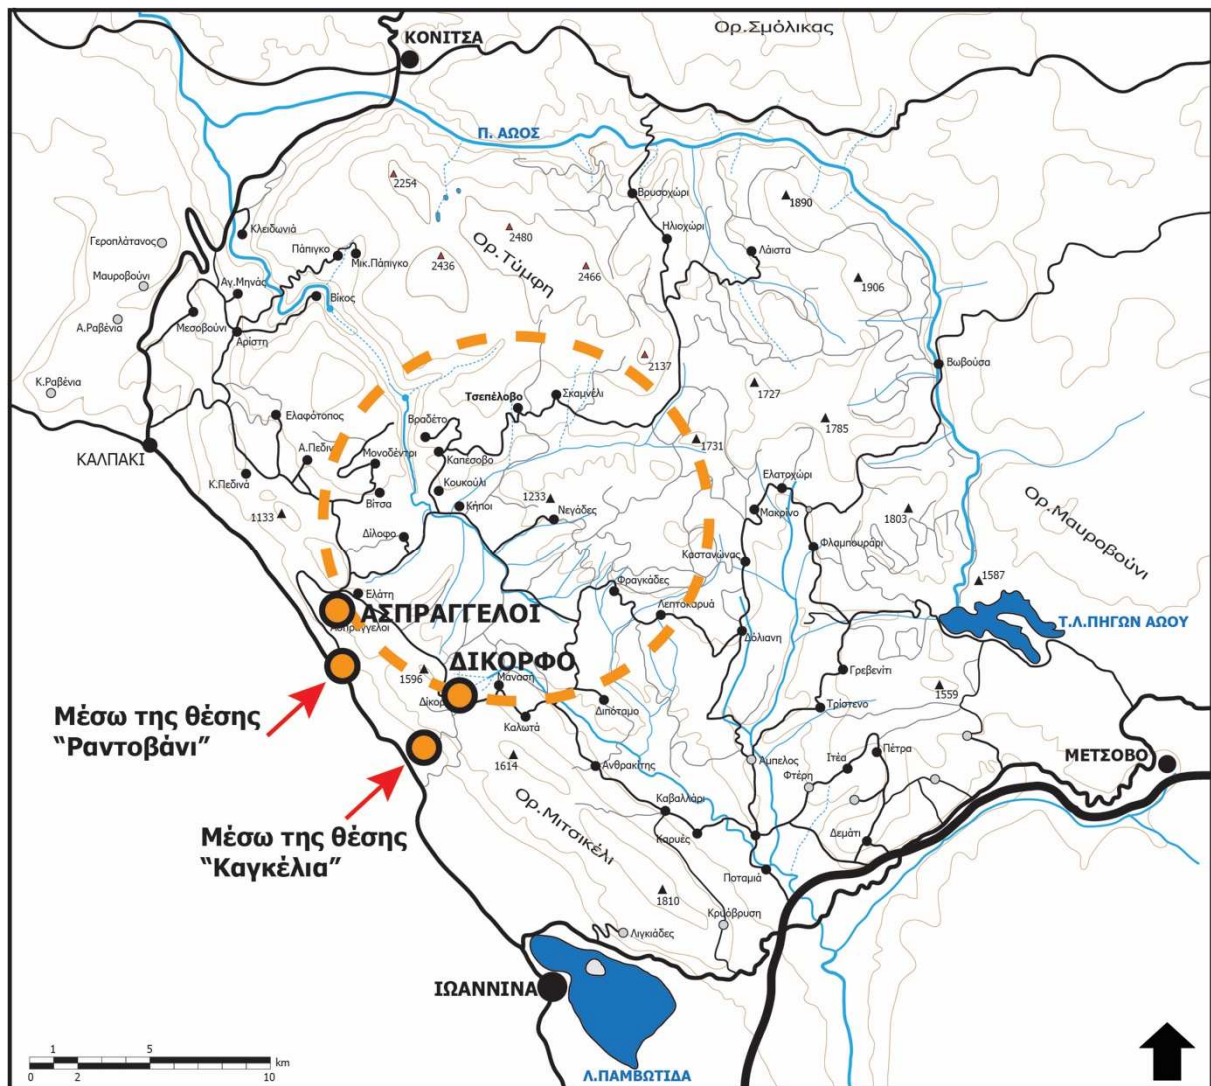 Ορ.Σμόλικας
ΚΟΝΙΤΣΑ
Π. ΑΩΟΣ
2254
Βρυσοχώρι
1890
Κλειδωνιά
Γεροπλάτανος
Πάπιγκο
Μικ.Πάπιγκο
2480
Ορ.Τύμφη
Ηλιοχώρι
Λάιστα
2436
2466
Μαυροβούνι
Αγ.Μηνάς
Βίκος
1906
Α.Ραβένια
Μεσοβούνι
Αρίστη
2137
Βωβούσα
Κ.Ραβένια
Τσεπέλοβο
Σκαμνέλι
1727
Ελαφότοπος
Βραδέτο
1785
ΚΑΛΠΑΚΙ
Α.Πεδινά
Μονοδέντρι
Καπέσοβο
1731
Κ.Πεδινά
Κουκούλι
Ελατοχώρι
Βίτσα
1233
Κήποι
Νεγάδες
Μακρίνο
1803
Ορ.Μαυροβούνι
1133
Δίλοφο
Φλαμπουράρι
Καστανώνας
Φραγκάδες
1587
Ελάτη
ΑΣΠΡΑΓΓΕΛΟΙ
Ασπράγγελοι
Λεπτοκαρυά
Τ.Λ.ΠΗΓΩΝ ΑΩΟΥ
Δόλιανη
ΔΙΚΟΡΦΟ
1596
Μανασή
Γρεβενίτι
1559
Δίκορφο
Διπόταμο
Τρίστενο
Μέσω της θέσης
"Ραντοβάνι"
Καλωτά
1614
Ανθρακίτης
Άμπελος
Ιτέα
Πέτρα
ΜΕΤΣΟΒΟ
Φτέρη
Ορ.Μιτσικέλι
Καβαλλάρι
Μέσω της θέσης
"Καγκέλια"
Καρυές
Δεμάτι
Ποταμιά
1810
Κρυόβρυση
Λιγκιάδες
ΙΩΑΝΝΙΝΑ
Λ.ΠΑΜΒΩΤΙΔΑ
1 5
km
0 2 10